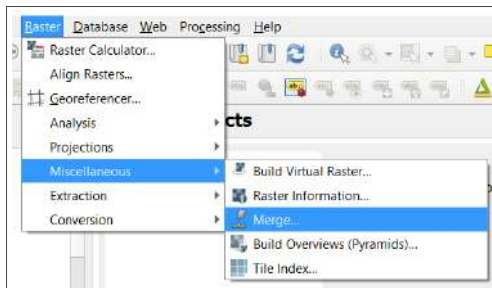 Raster Database Web Processing Help
Raster Calculator...
Align Rasters...
Georeferencer...
Analysis
cts
Projections
Miscellaneous
Build Virtual Raster...
Extraction
Raster Information...
Conversion
Merge...
Build Overviews (Pyramids)...
Tile Index...